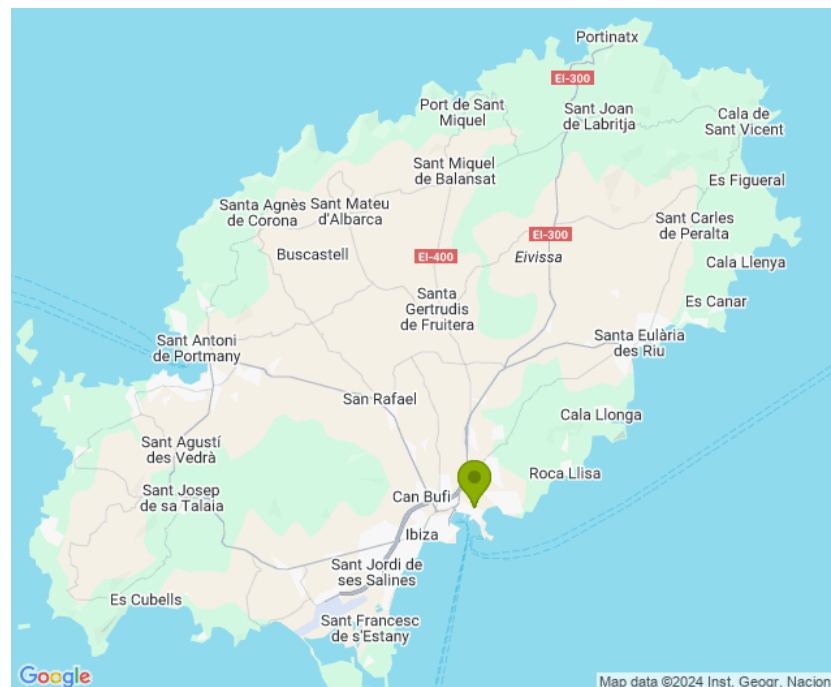 Portinatx
EI-300
Port de Sant
Miquel
Sant Joan
de Labritja
Cala de
Sant Vicent
Sant Miquel
de Balansat
Es Figueral
Santa Agnès
de Corona
Sant Mateu
d'Albarca
Sant Carles
de Peralta
EI-300
Buscastell
EI-400
Eivissa
Cala Llenya
Santa
Gertrudis
de Fruitera
Es Canar
Sant Antoni
de Portmany
Santa Eulària
des Riu
San Rafael
Cala Llonga
Sant Agustí
des Vedrà
Roca Llisa
Sant Josep
de sa Talaia
Can Bufí
Ibiza
Sant Jordi de
ses Salines
Es Cubells
Sant Francesc
de s'Estany
Google
Map data ©2024 Inst. Geogr. Nacion